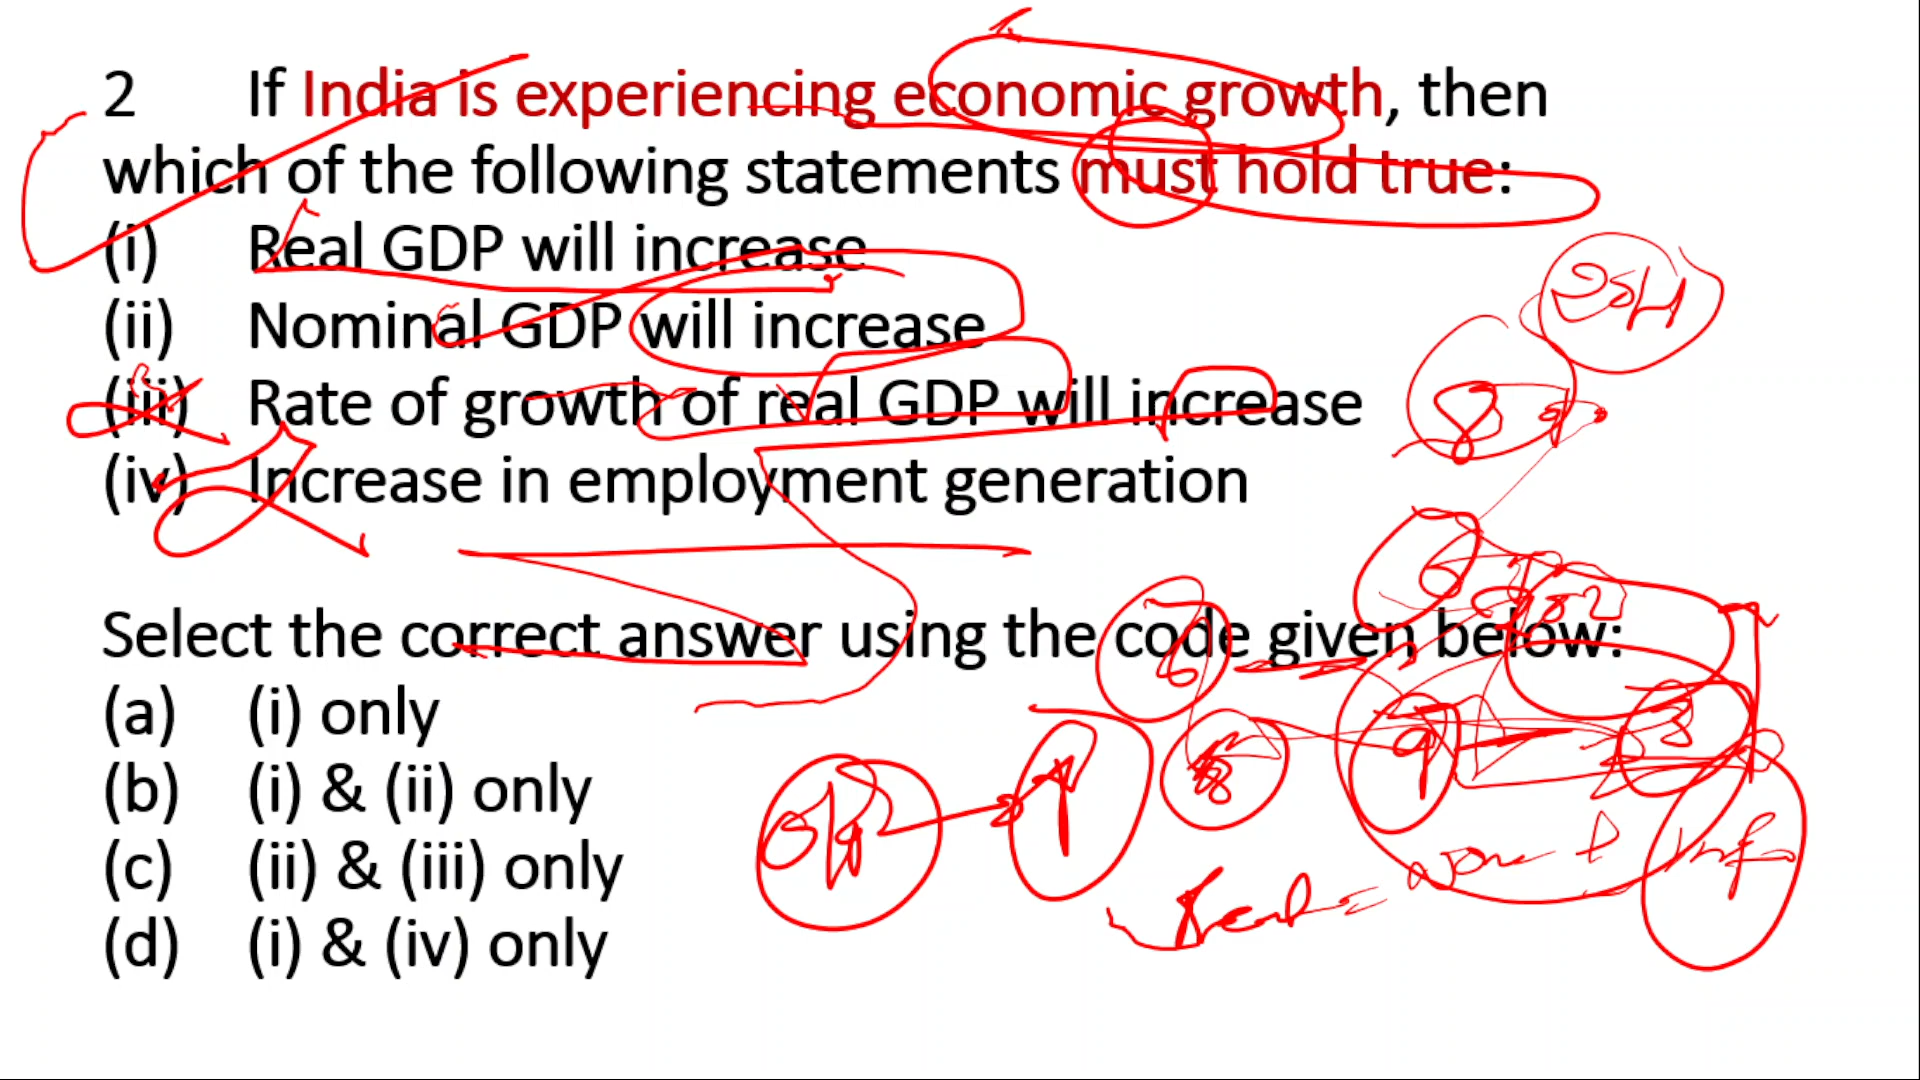 2 If India is experiencing economic growth, then
which of the following statements must hold true:
(i) Real GDP will increase
(ii) Nominal GDP will increase
(iii) Rate of growth of real GDP will increase
(iv) Increase in employment generation
Select the correct answer using the code given below:
(a) (i) only
(b) (i) & (ii) only
(c) (ii) & (iii) only
(d) (i) & (iv) only